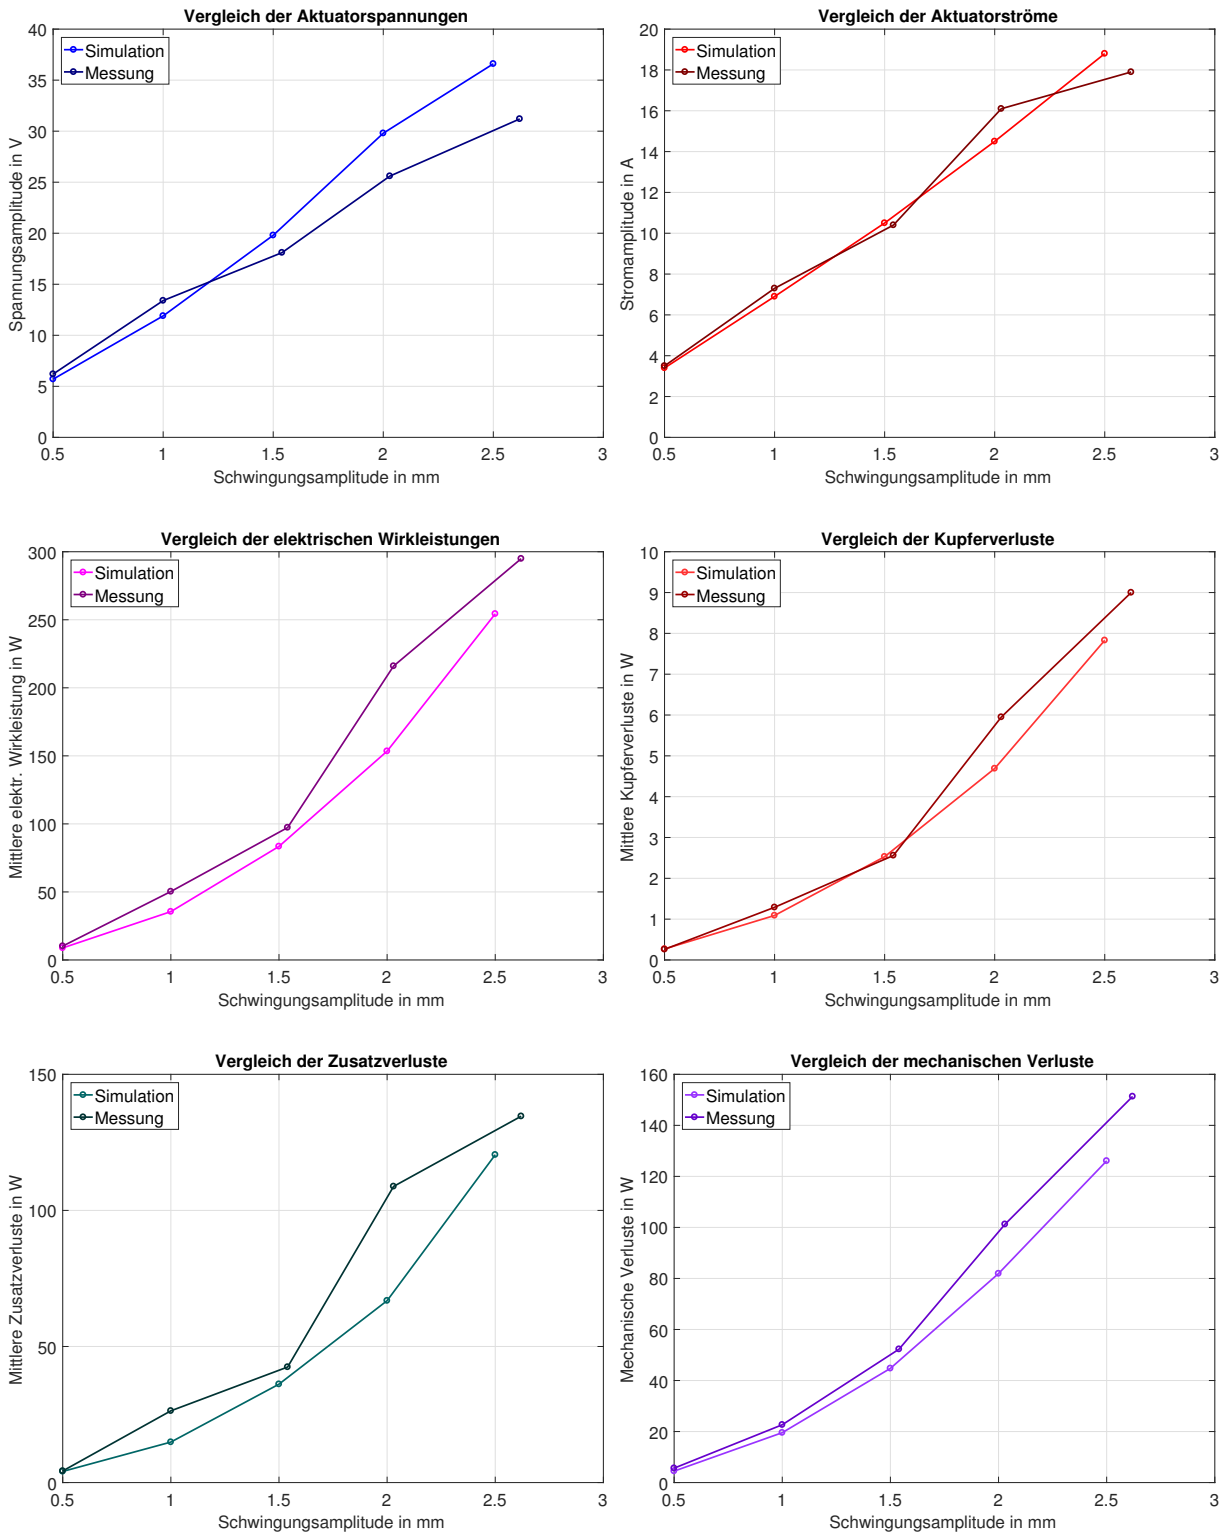 Vergleich der Aktuatorspannungen
40
35
30
25
20
15
10
5
0
0.5
1
1.5
2
2.5
3
Spannungsamplitude in V
Schwingungsamplitude in mm
Simulation
Messung
Vergleich der Aktuatorströme
20
18
16
14
12
10
8
6
4
2
0
0.5
1
1.5
2
2.5
3
Stromamplitude in A
Schwingungsamplitude in mm
Simulation
Messung
Vergleich der elektrischen Wirkleistungen
300
250
200
150
100
50
0
0.5
1
1.5
2
2.5
3
Mittlere elektr. Wirkleistung in W
Schwingungsamplitude in mm
Simulation
Messung
Vergleich der Kupferverluste
10
9
8
7
6
5
4
3
2
1
0
0.5
1
1.5
2
2.5
3
Mittlere Kupferverluste in W
Schwingungsamplitude in mm
Simulation
Messung
Vergleich der Zusatzverluste
150
100
50
0
0.5
1
1.5
2
2.5
3
Mittlere Zusatzverluste in W
Schwingungsamplitude in mm
Simulation
Messung
Vergleich der mechanischen Verluste
160
140
120
100
80
60
40
20
0
0.5
1
1.5
2
2.5
3
Mechanische Verluste in W
Schwingungsamplitude in mm
Simulation
Messung